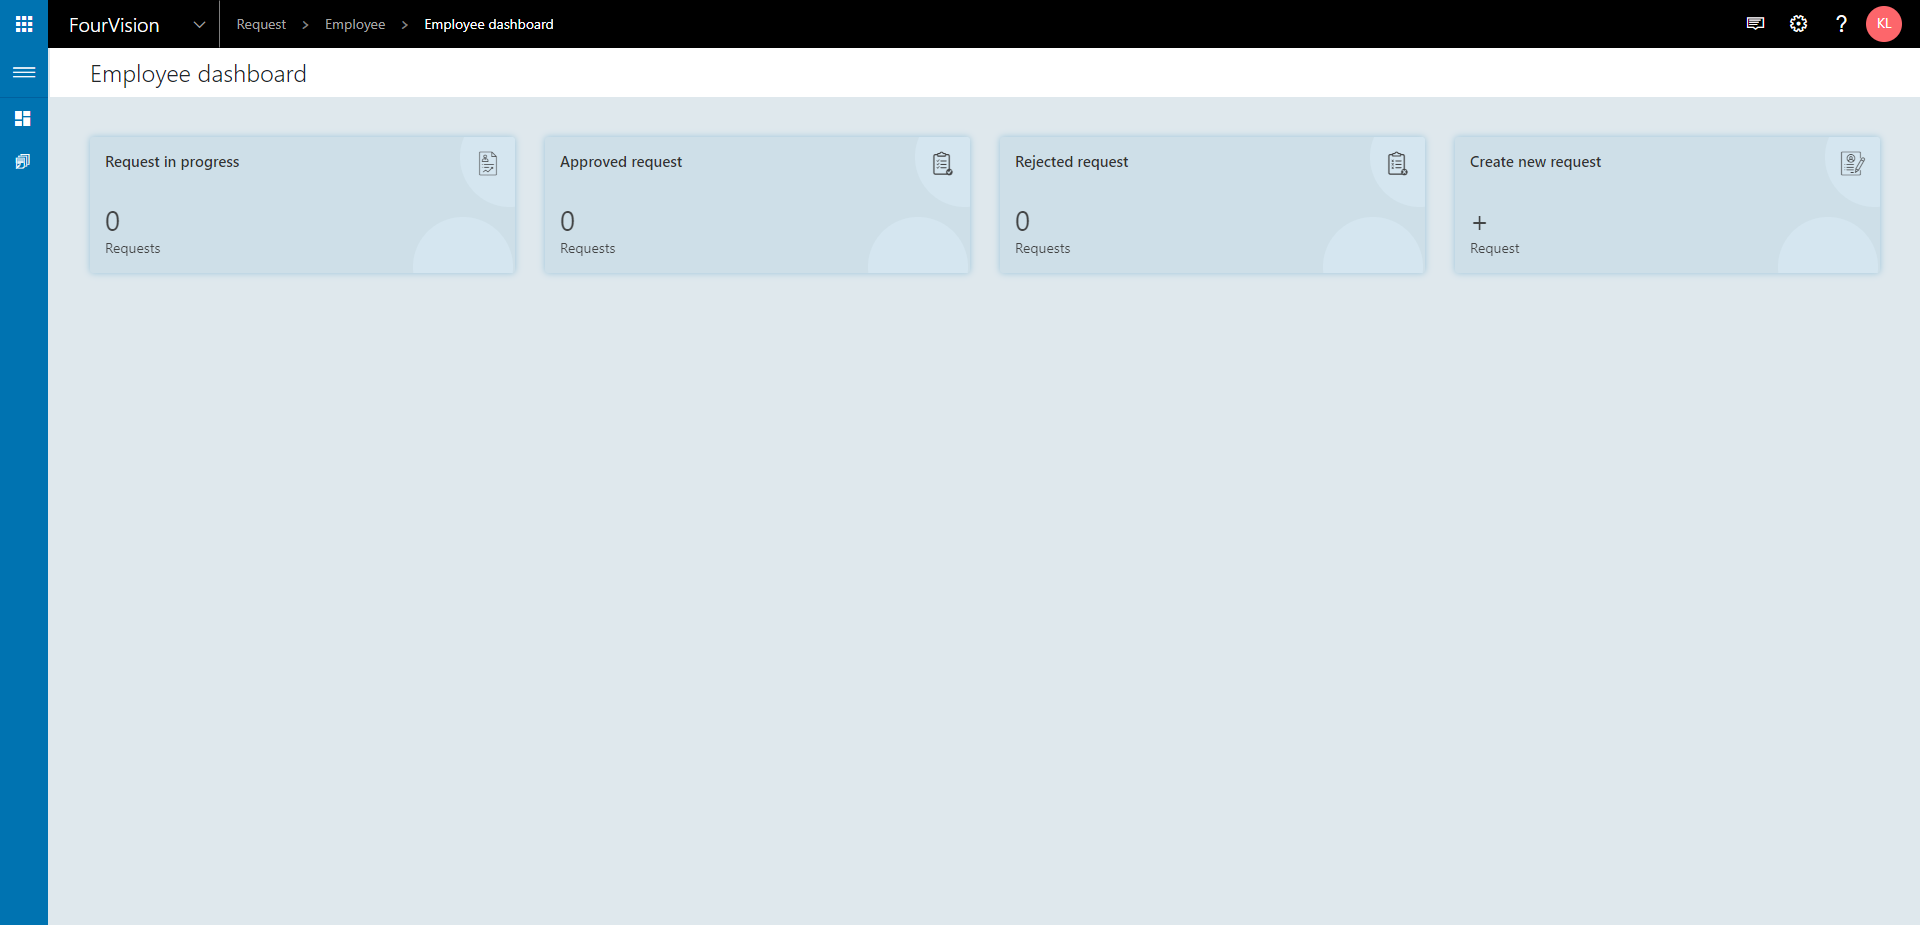 FourVision
Request > Employee > Employee dashboard
? KL
Employee dashboard
Request in progress
0
Requests
Approved request
0
Requests
Rejected request
0
Requests
Create new request
+
Request